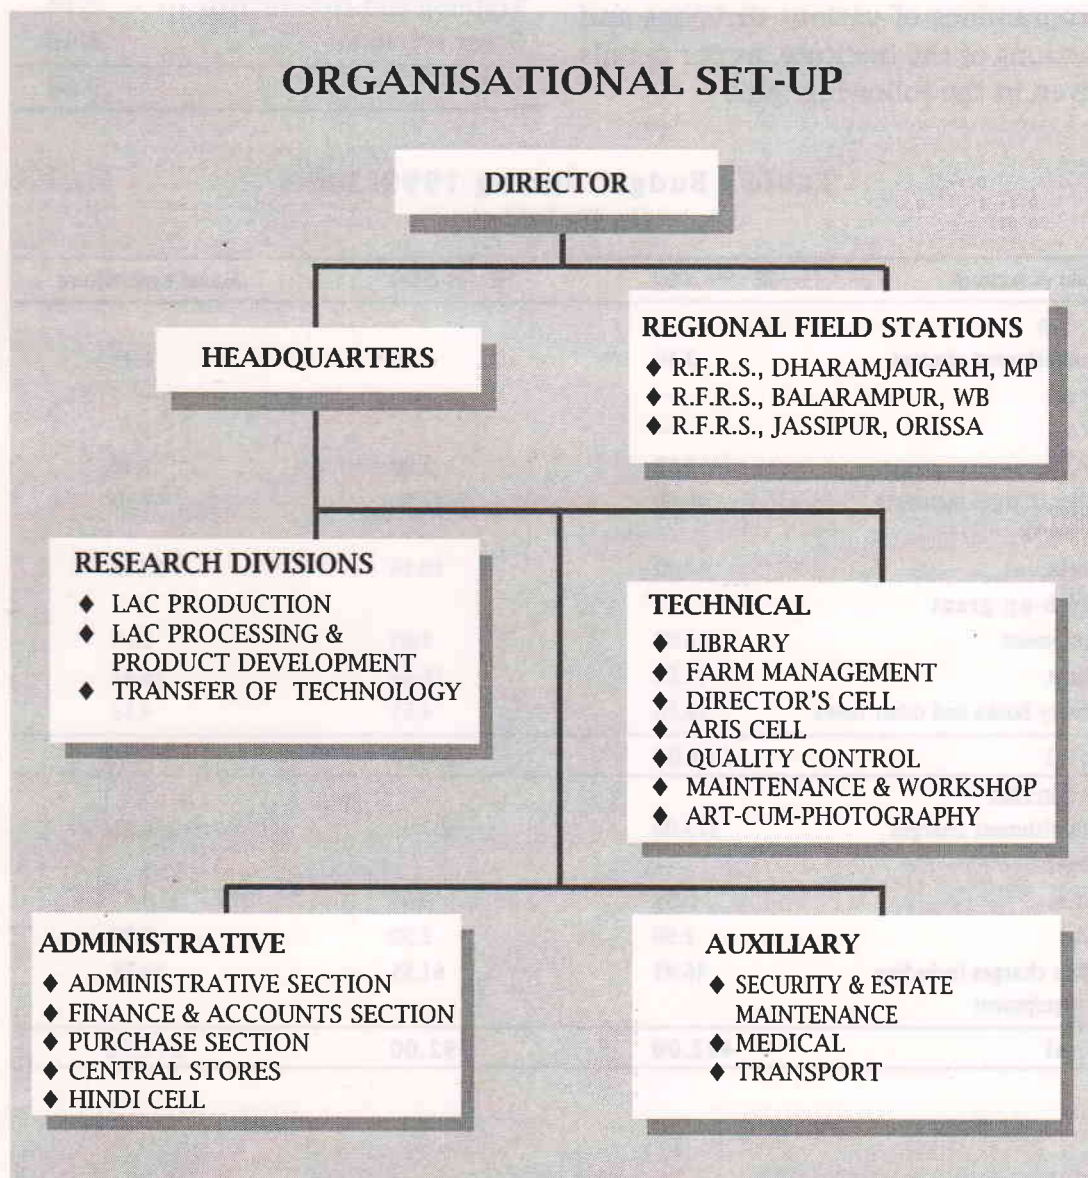 ORGANISATIONAL SET-UP
DIRECTOR
HEADQUARTERS
REGIONAL FIELD STATIONS
♦ R.F.R.S., DHARAMJAIGARH, MP
♦ R.F.R.S., BALARAMPUR, WB
♦ R.F.R.S., JASSIPUR, ORISSA
RESEARCH DIVISIONS
♦ LAC PRODUCTION
♦ LAC PROCESSING &
PRODUCT DEVELOPMENT
♦ TRANSFER OF TECHNOLOGY
TECHNICAL
♦ LIBRARY
♦ FARM MANAGEMENT
♦ DIRECTOR'S CELL
♦ ARIS CELL
♦ QUALITY CONTROL
♦ MAINTENANCE & WORKSHOP
♦ ART-CUM-PHOTOGRAPHY
ADMINISTRATIVE
♦ ADMINISTRATIVE SECTION
♦ FINANCE & ACCOUNTS SECTION
♦ PURCHASE SECTION
♦ CENTRAL STORES
♦ HINDI CELL
AUXILIARY
♦ SECURITY & ESTATE
MAINTENANCE
♦ MEDICAL
♦ TRANSPORT